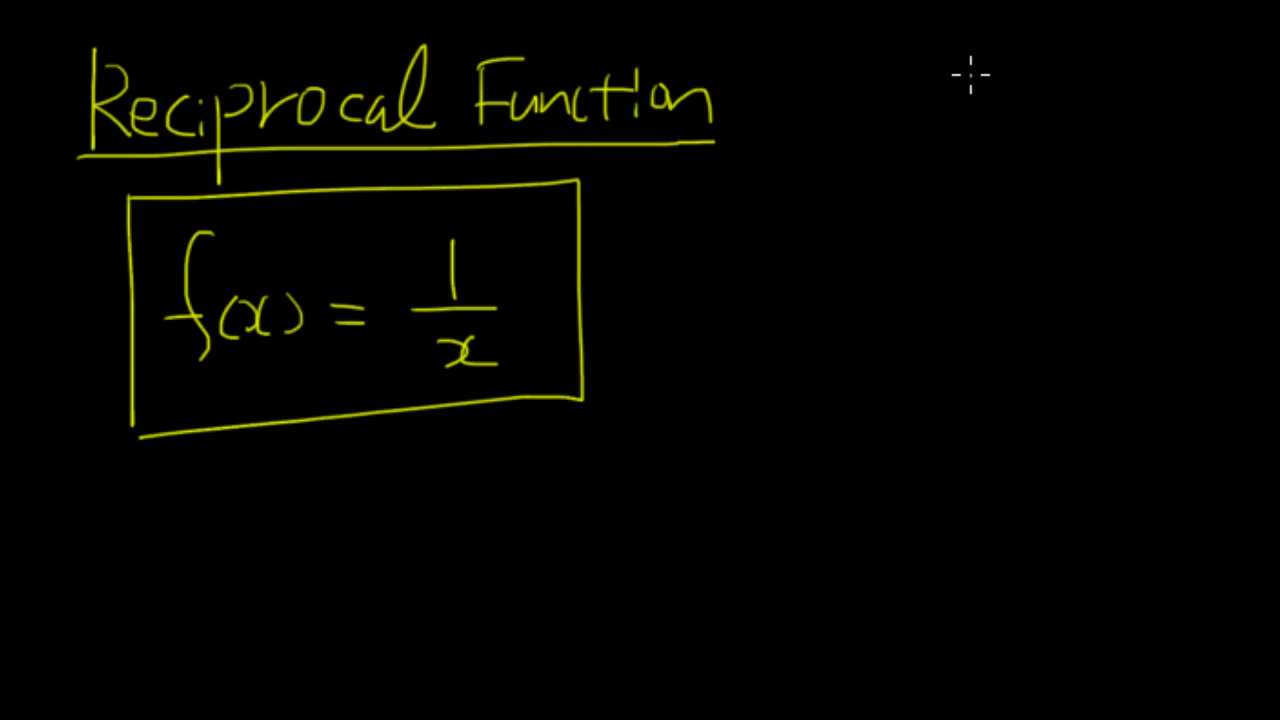 Reciprocal Function
f(x) = 1/x